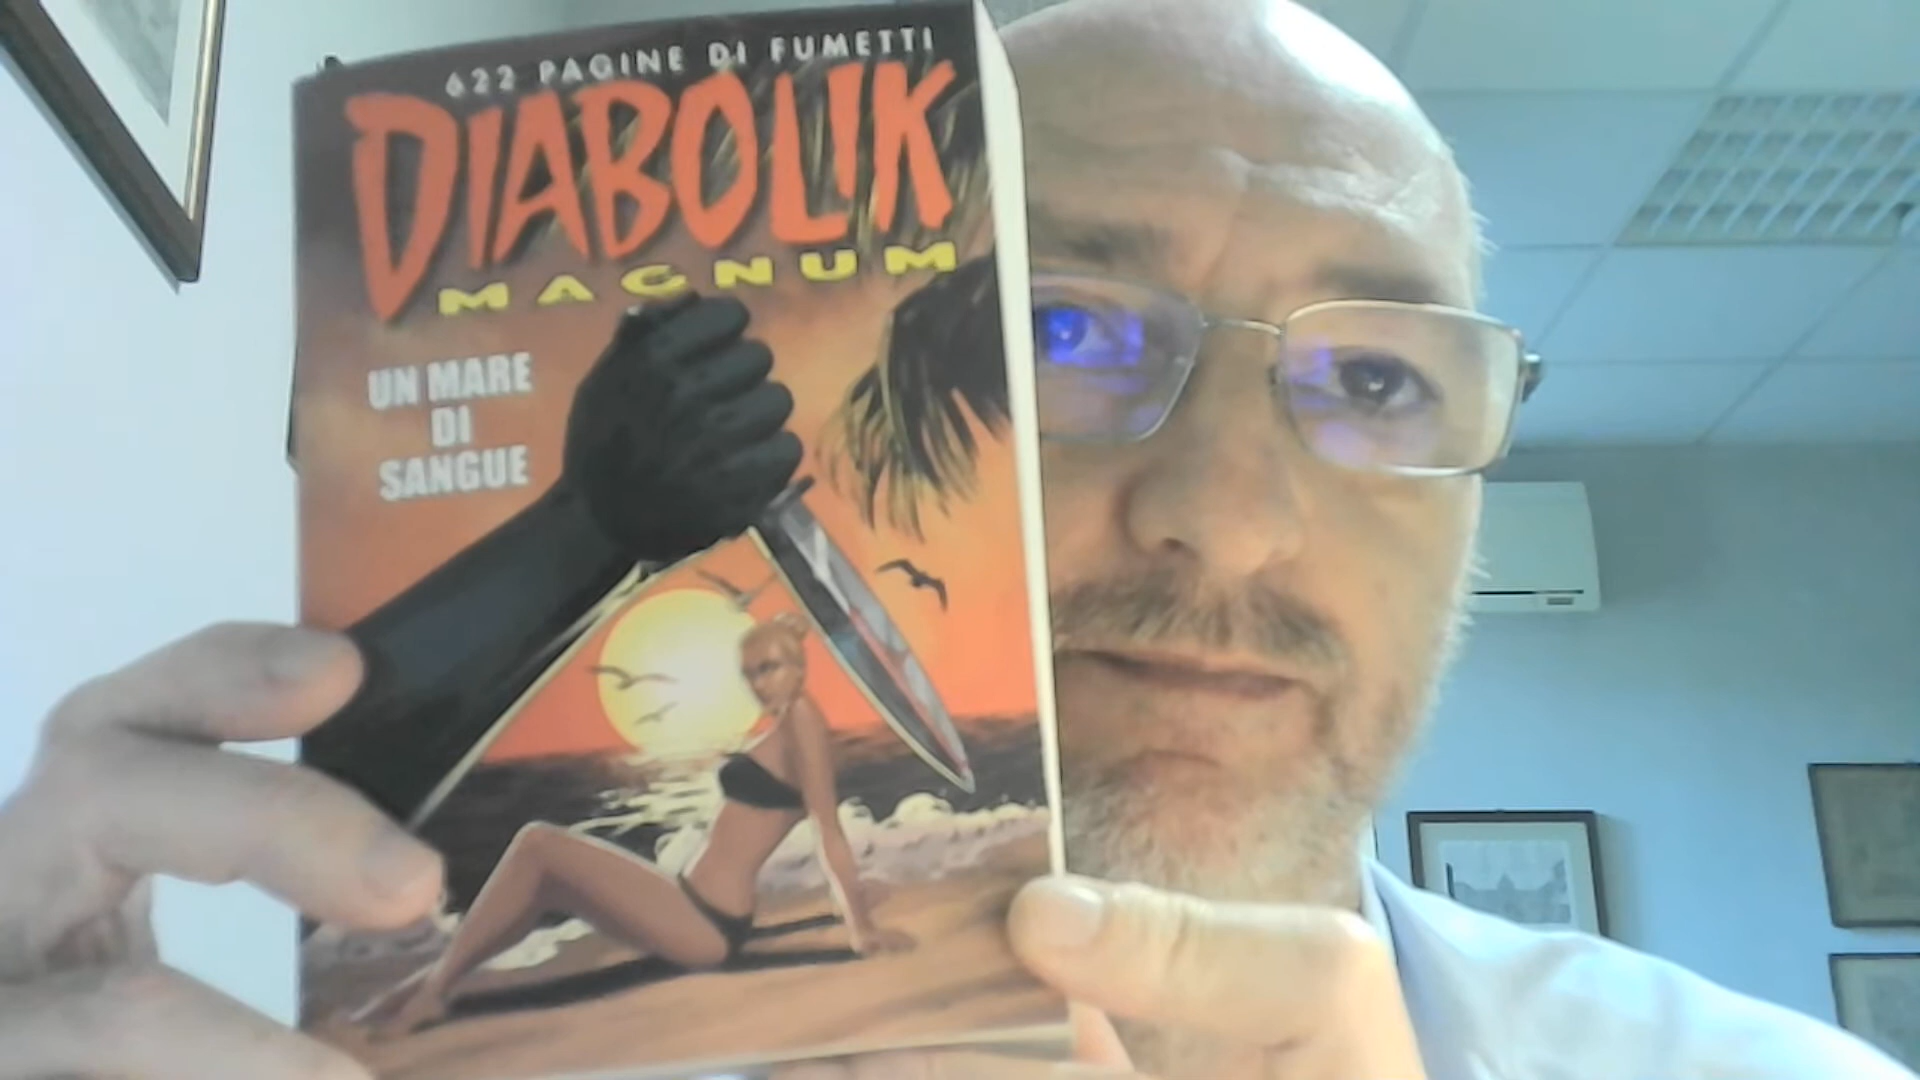 622 PAGINE DI FUMETTI
DIABOLIK
MAGNUM
UN MARE
DI
SANGUE